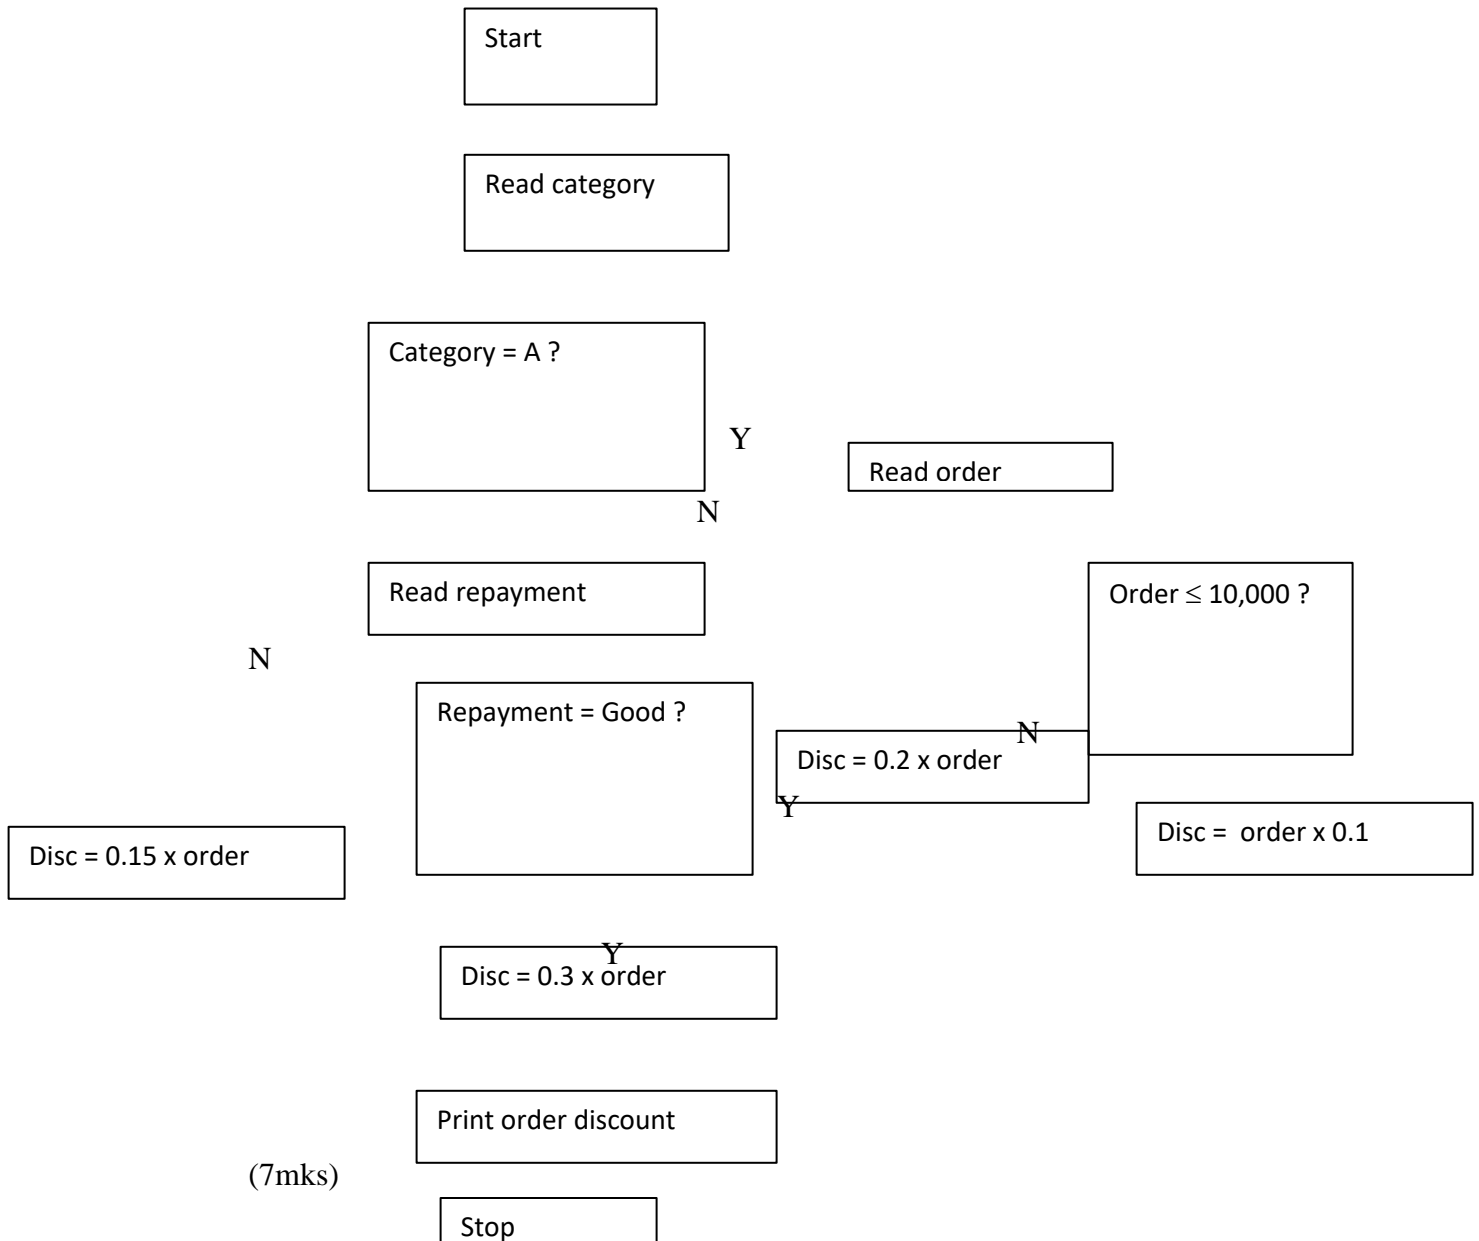 Start
Read category
Category = A ?
Y
Read order
N
Read repayment
Order ≤ 10,000 ?
N
Repayment = Good ?
N
Disc = 0.2 x order
Y
Disc = order x 0.1
Disc = 0.15 x order
Y
Disc = 0.3 x order
Print order discount
(7mks)
Stop